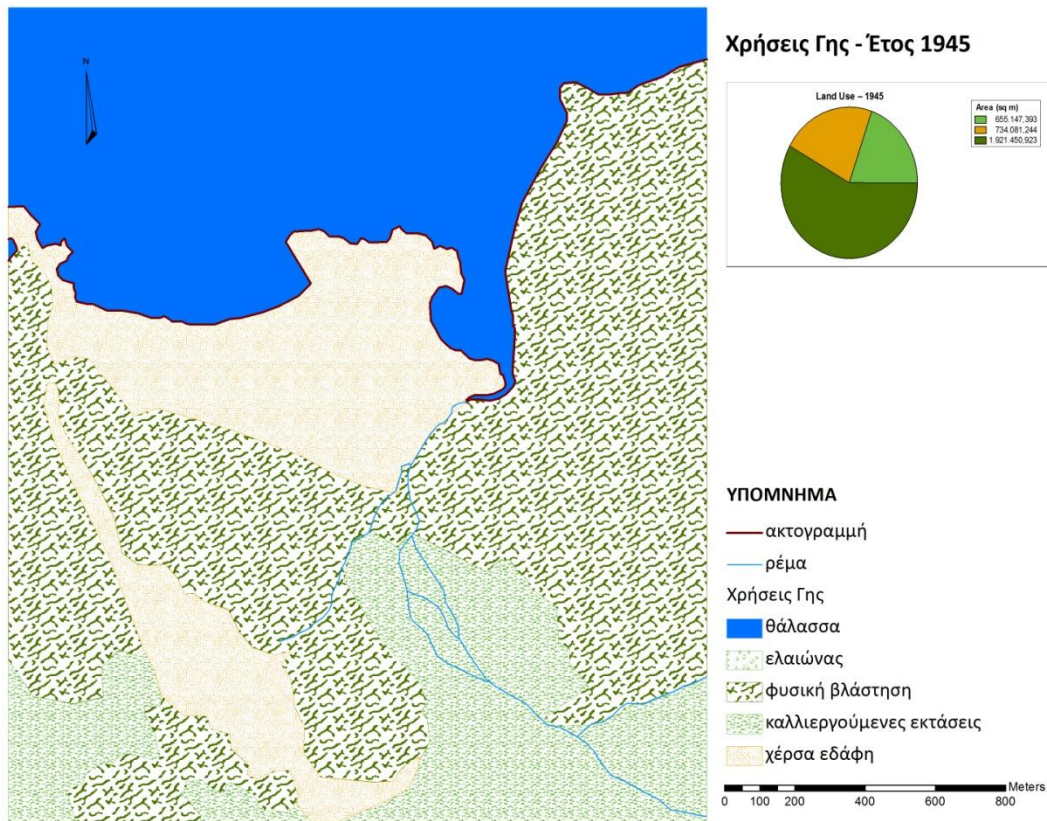 Χρήσεις Γης - Έτος 1945
Land Use – 1945
Area (sq m)
655.147,393
734.081,244
1.921.450,923
N
ΥΠΟΜΝΗΜΑ
ακτογραμμή
ρέμα
Χρήσεις Γης
θάλασσα
ελαιώνας
φυσική βλάστηση
καλλιεργούμενες εκτάσεις
χέρσα εδάφη
Meters
0 100 200 400 600 800